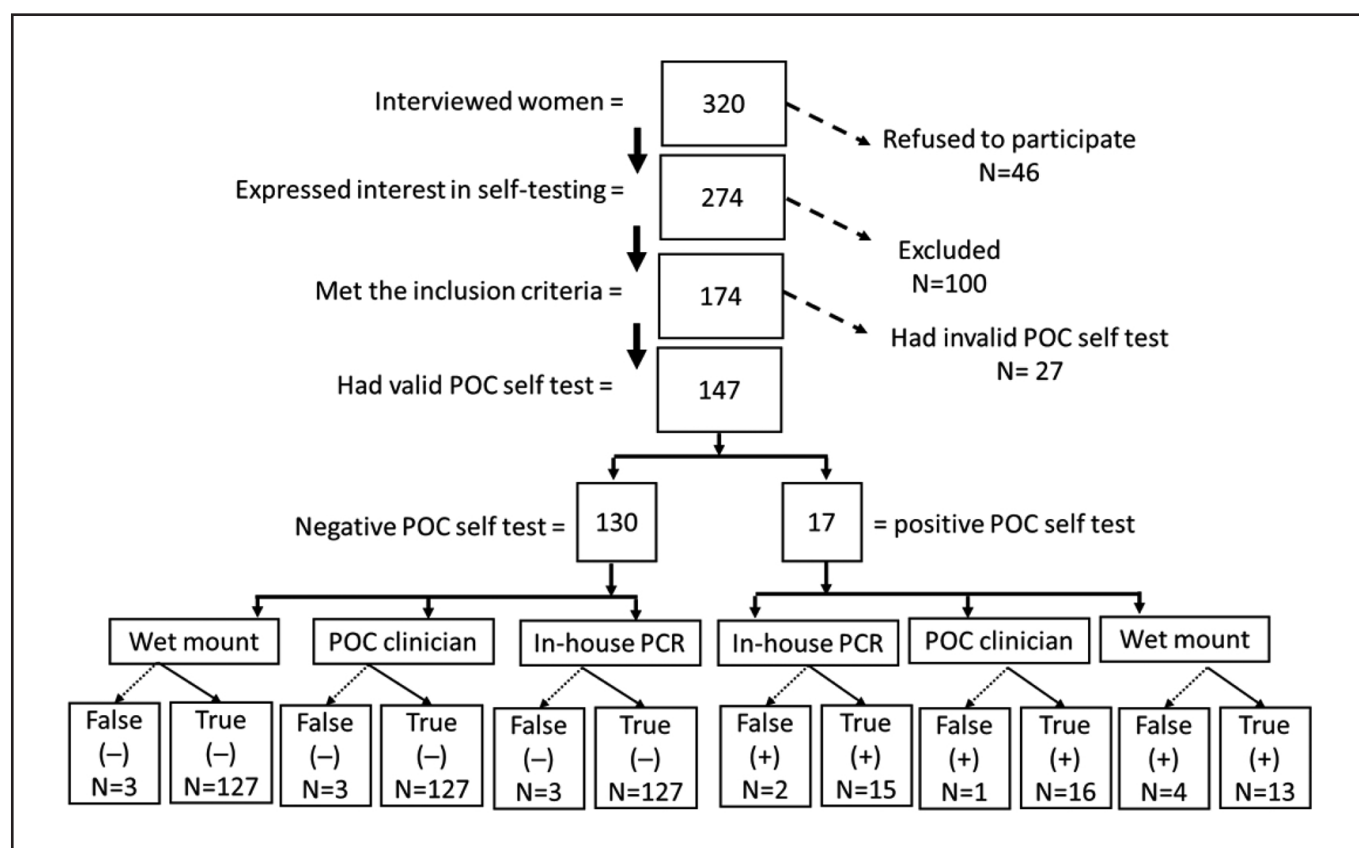 Interviewed women =
320
Refused to participate
N=46
Expressed interest in self-testing =
274
Excluded
N=100
Met the inclusion criteria =
174
Had invalid POC self test
N= 27
Had valid POC self test =
147
Negative POC self test =
130
17
= positive POC self test
Wet mount
POC clinician
In-house PCR
In-house PCR
POC clinician
Wet mount
False
(–)
N=3
True
(–)
N=127
False
(–)
N=3
True
(–)
N=127
False
(–)
N=3
True
(–)
N=127
False
(+)
N=2
True
(+)
N=15
False
(+)
N=1
True
(+)
N=16
False
(+)
N=4
True
(+)
N=13